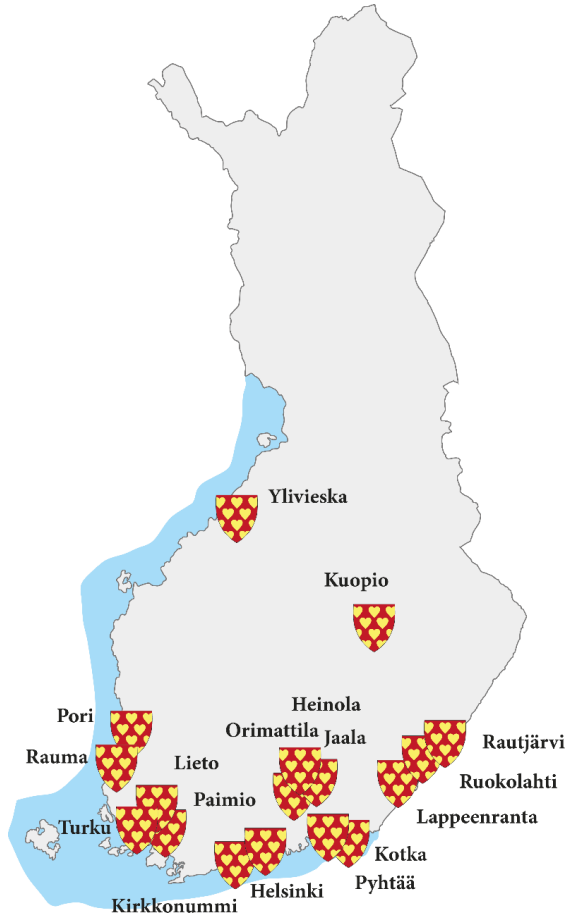 Ylivieska
Kuopio
Heinola
Pori
Orimattila
Jaala
Rautjärvi
Rauma
Lieto
Ruokolahti
Paimio
Lappeenranta
Turku
Kotka
Pyhtää
Helsinki
Kirkkonummi